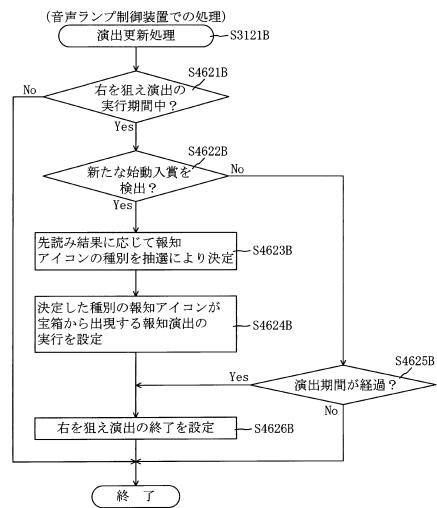 (音声ランプ制御装置での処理)
演出更新処理
S3121B
S4621B
右を狙え演出の
実行期間中？
No
Yes
S4622B
新たな始動入賞を
検出？
No
Yes
先読み結果に応じて報知
アイコンの種別を抽選により決定
S4623B
決定した種別の報知アイコンが
宝箱から出現する報知演出の
実行を設定
S4624B
S4625B
演出期間が経過？
Yes
No
右を狙え演出の終了を設定
S4626B
終 了